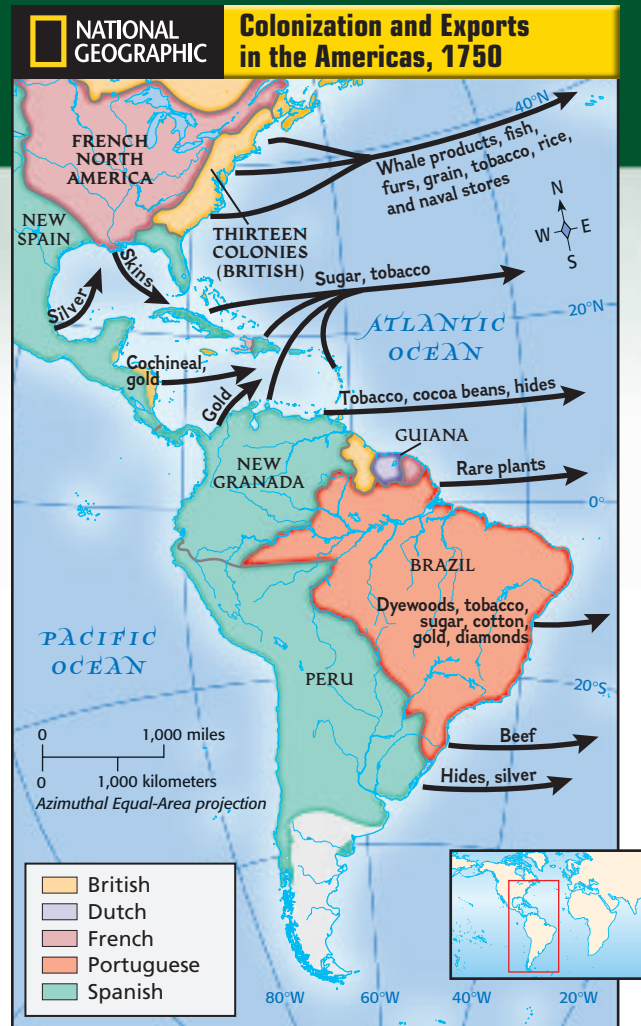 NATIONAL
GEOGRAPHIC
Colonization and Exports
in the Americas, 1750
40°N
FRENCH
NORTH
AMERICA
Whale products, fish,
furs, grain, tobacco, rice,
and naval stores
NEW
SPAIN
THIRTEEN
COLONIES
(BRITISH)
N
W E
S
Skins
Silver
Sugar, tobacco
20°N
ATLANTIC
OCEAN
Cochineal,
gold
Gold
Tobacco, cocoa beans, hides
GUIANA
NEW
GRANADA
Rare plants
0°
BRAZIL
Dyewoods, tobacco,
sugar, cotton,
gold, diamonds
PACIFIC
OCEAN
PERU
20°S
0 1,000 miles
0 1,000 kilometers
Azimuthal Equal-Area projection
Beef
Hides, silver
British
Dutch
French
Portuguese
Spanish
80°W 60°W 40°W 20°W